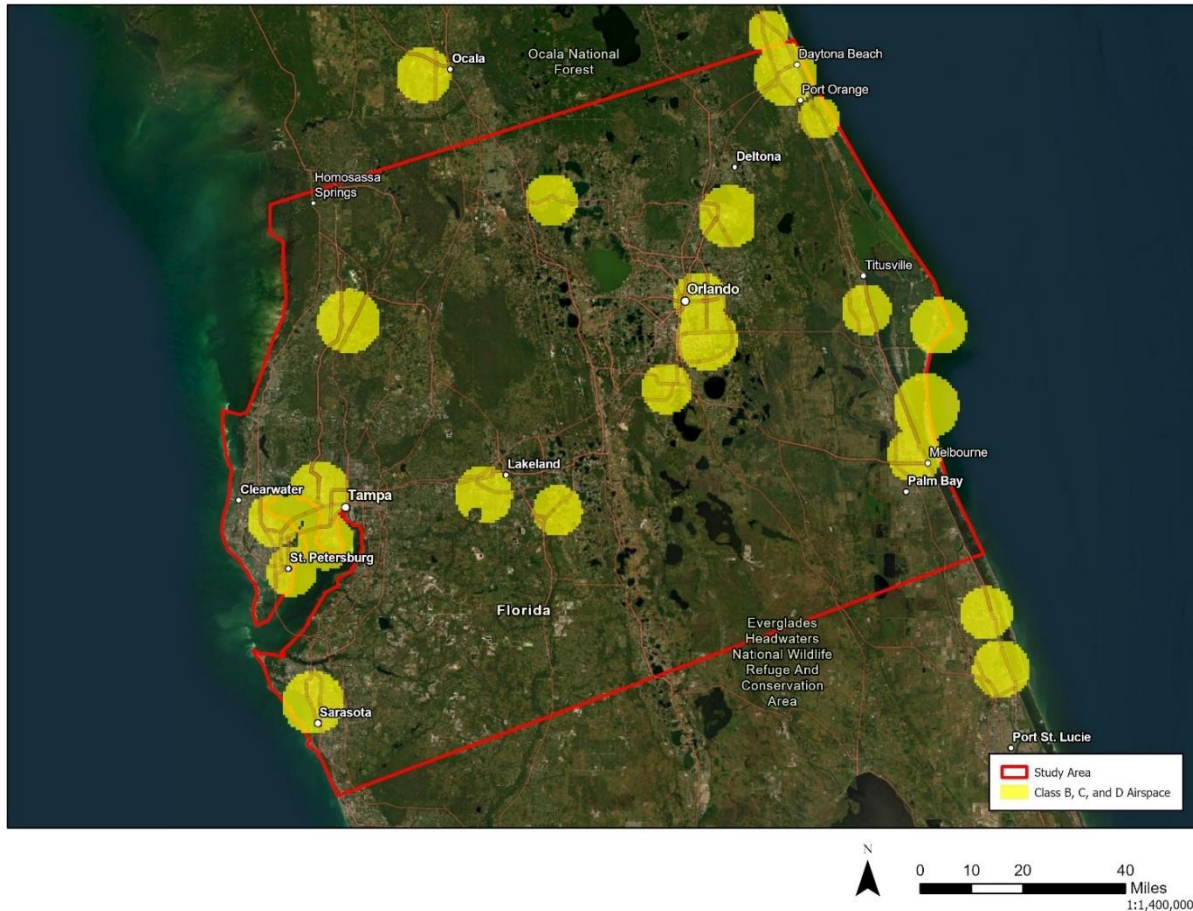 Ocala
Ocala National
Forest
Daytona Beach
Port Orange
Deltona
Homosassa
Springs
Titusville
Orlando
Melbourne
Palm Bay
Lakeland
Clearwater
Tampa
St. Petersburg
Florida
Everglades
Headwaters
National Wildlife
Refuge And
Conservation
Area
Sarasota
Port St. Lucie
Study Area
Class B, C, and D Airspace
N
0 10 20 40
Miles
1:1,400,000